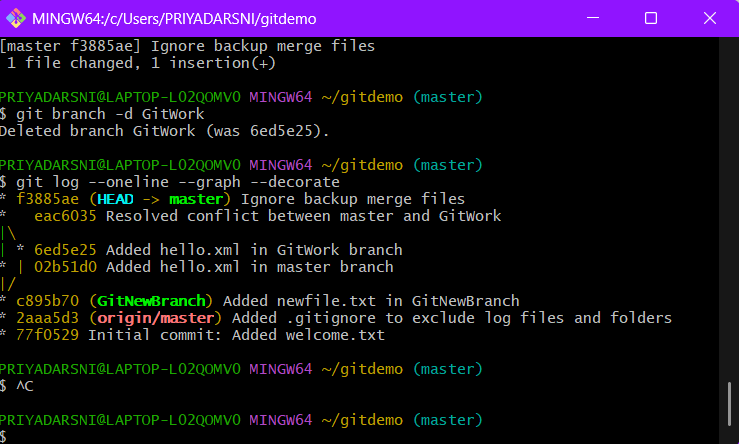 MINGW64:/c/Users/PRIYADARSNI/gitdemo
[master f3885ae] Ignore backup merge files
 1 file changed, 1 insertion(+)
PRIYADARSNI@LAPTOP-L02QOMV0 MINGW64 ~/gitdemo (master)
$ git branch -d GitWork
Deleted branch GitWork (was 6ed5e25).
PRIYADARSNI@LAPTOP-L02QOMV0 MINGW64 ~/gitdemo (master)
$ git log --oneline --graph --decorate
* f3885ae (HEAD -> master) Ignore backup merge files
*   eac6035 Resolved conflict between master and GitWork
|\
| * 6ed5e25 Added hello.xml in GitWork branch
* | 02b51d0 Added hello.xml in master branch
|/
* c895b70 (GitNewBranch) Added newfile.txt in GitNewBranch
* 2aaa5d3 (origin/master) Added .gitignore to exclude log files and folders
* 77f0529 Initial commit: Added welcome.txt
PRIYADARSNI@LAPTOP-L02QOMV0 MINGW64 ~/gitdemo (master)
$ ^C
PRIYADARSNI@LAPTOP-L02QOMV0 MINGW64 ~/gitdemo (master)
$